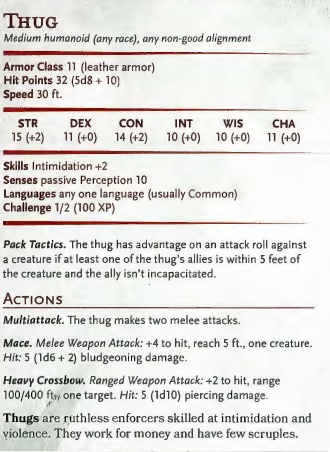 THUG
Medium humanoid (any race), any non-good alignment
Armor Class 11 (leather armor)
Hit Points 32 (5d8 + 10)
Speed 30 ft.
STR DEX CON INT WIS CHA
15 (+2) 11 (+0) 14 (+2) 10 (+0) 10 (+0) 11 (+0)
Skills Intimidation +2
Senses passive Perception 10
Languages any one language (usually Common)
Challenge 1/2 (100 XP)
Pack Tactics. The thug has advantage on an attack roll against
a creature if at least one of the thug's allies is within 5 feet of
the creature and the ally isn't incapacitated.
ACTIONS
Multiattack. The thug makes two melee attacks.
Mace. Melee Weapon Attack: +4 to hit, reach 5 ft., one creature.
Hit: 5 (1d6 + 2) bludgeoning damage.
Heavy Crossbow. Ranged Weapon Attack: +2 to hit, range
100/400 ft., one target. Hit: 5 (1d10) piercing damage.
Thugs are ruthless enforcers skilled at intimidation and
violence. They work for money and have few scruples.